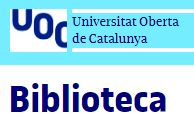 UOC
Universitat Oberta
de Catalunya
Biblioteca